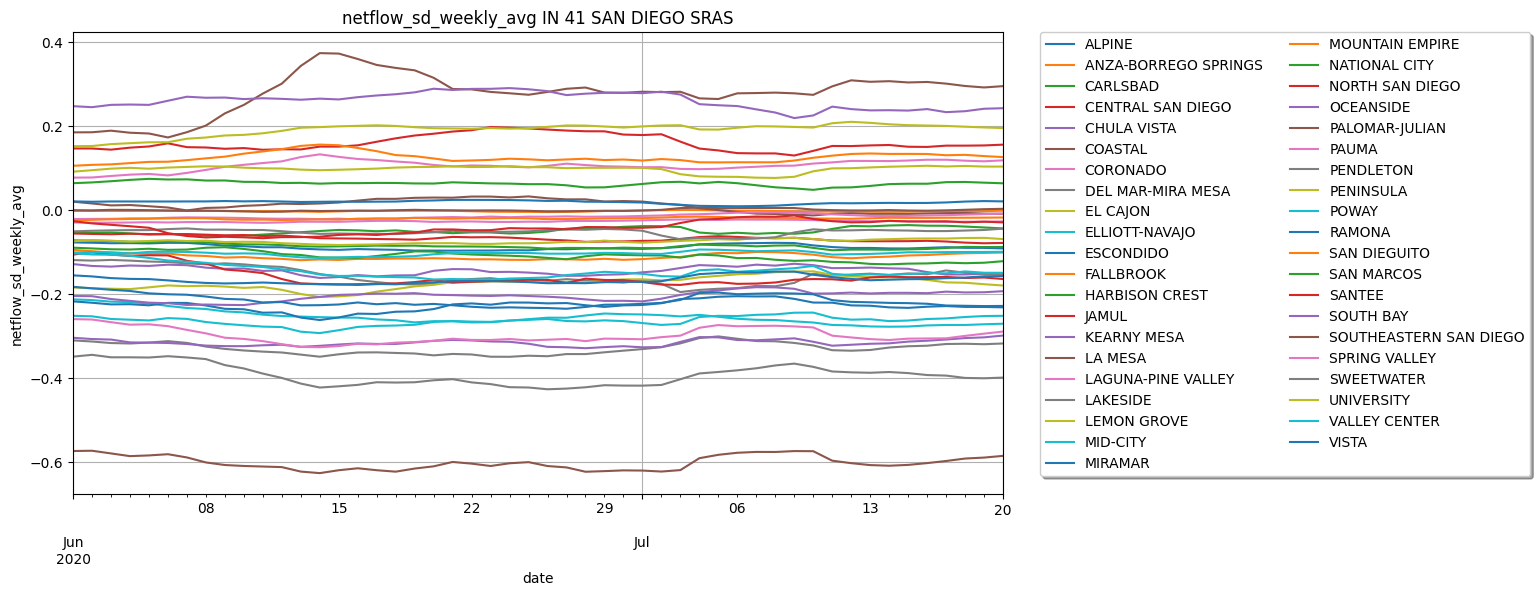 netflow_sd_weekly_avg IN 41 SAN DIEGO SRAS
netflow_sd_weekly_avg
0.4
0.2
0.0
−0.2
−0.4
−0.6
08
15
22
29
06
13
20
Jun
2020
Jul
date
ALPINE
ANZA-BORREGO SPRINGS
CARLSBAD
CENTRAL SAN DIEGO
CHULA VISTA
COASTAL
CORONADO
DEL MAR-MIRA MESA
EL CAJON
ELLIOTT-NAVAJO
ESCONDIDO
FALLBROOK
HARBISON CREST
JAMUL
KEARNY MESA
LA MESA
LAGUNA-PINE VALLEY
LAKESIDE
LEMON GROVE
MID-CITY
MIRAMAR
MOUNTAIN EMPIRE
NATIONAL CITY
NORTH SAN DIEGO
OCEANSIDE
PALOMAR-JULIAN
PAUMA
PENDLETON
PENINSULA
POWAY
RAMONA
SAN DIEGUITO
SAN MARCOS
SANTEE
SOUTH BAY
SOUTHEASTERN SAN DIEGO
SPRING VALLEY
SWEETWATER
UNIVERSITY
VALLEY CENTER
VISTA